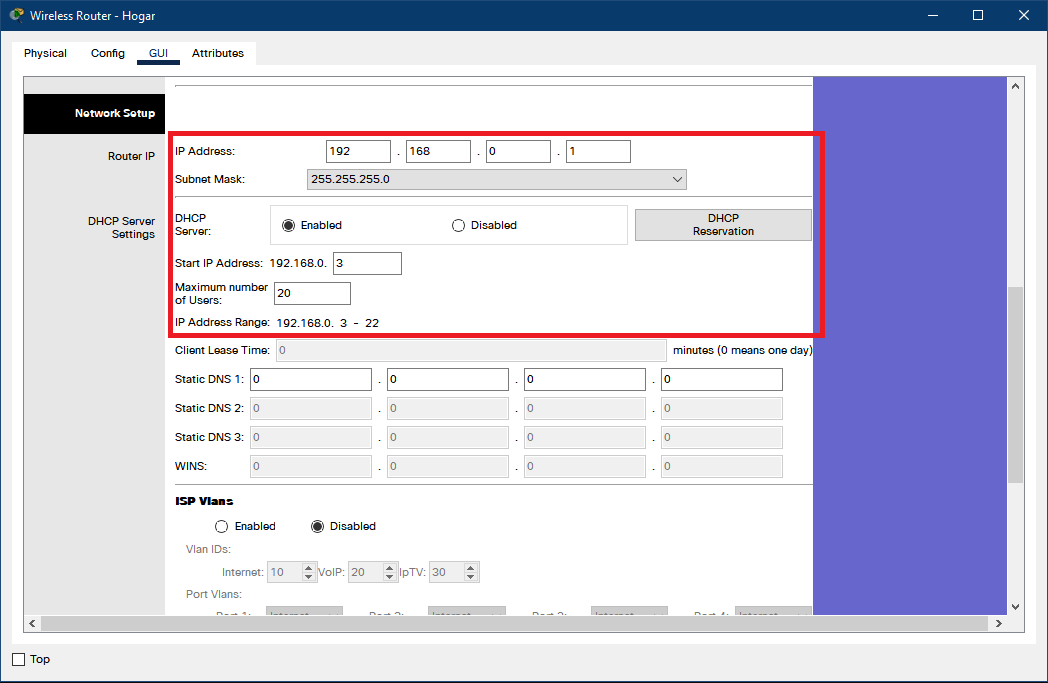 Wireless Router - Hogar
Physical Config GUI Attributes
Network Setup
Router IP
IP Address: 192 . 168 . 0 . 1
Subnet Mask: 255.255.255.0
DHCP Server
Settings
DHCP
Server:
Enabled Disabled
DHCP
Reservation
Start IP Address: 192.168.0. 3
Maximum number
of Users:
20
IP Address Range: 192.168.0. 3 - 22
Client Lease Time: 0 minutes (0 means one day)
Static DNS 1: 0 . 0 . 0 . 0
Static DNS 2: 0 . 0 . 0 . 0
Static DNS 3: 0 . 0 . 0 . 0
WINS: 0 . 0 . 0 . 0
ISP Vlans
Enabled Disabled
Vlan IDs:
Internet: 10 VoIP: 20 IpTV: 30
Port Vlans:
Top